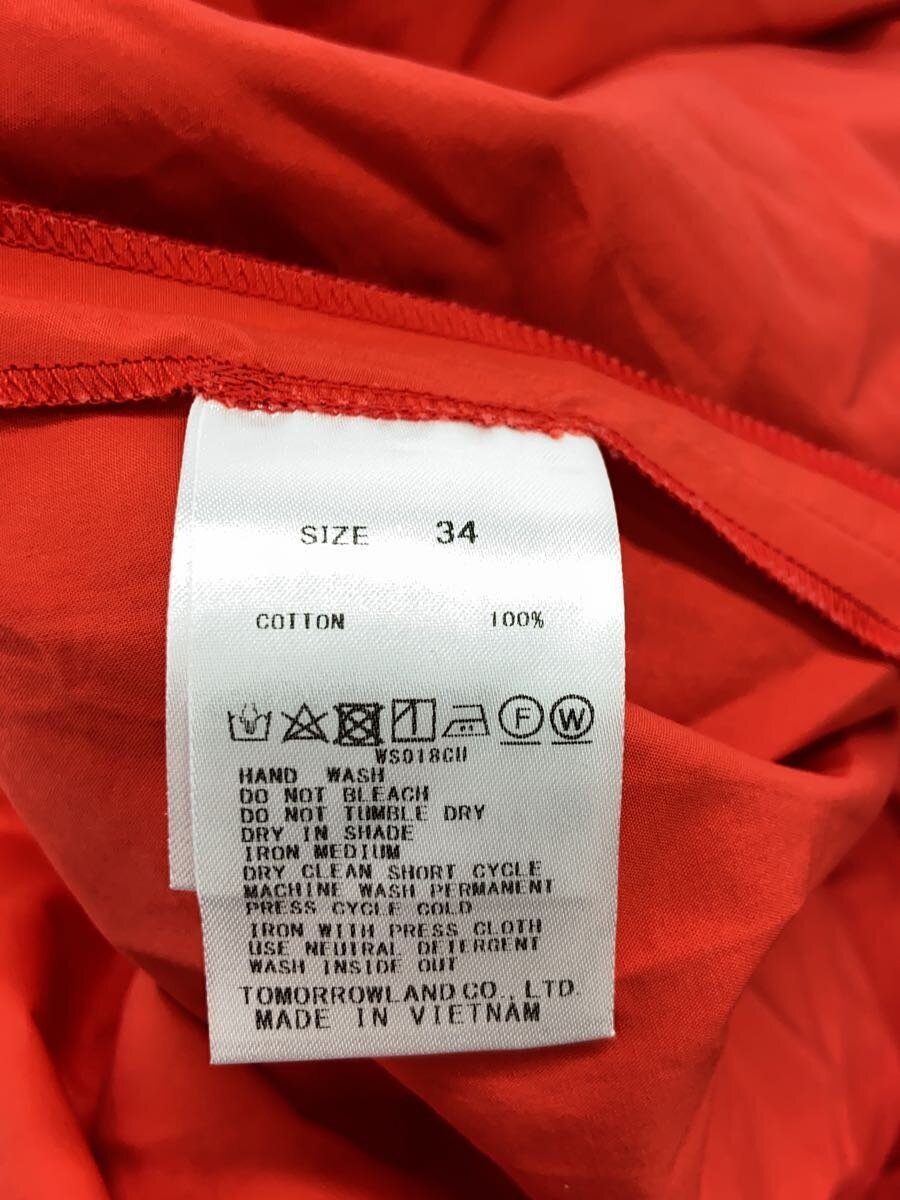 SIZE 34
COTTON 100%
F W
WS018CU
HAND WASH
DO NOT BLEACH
DO NOT TUMBLE DRY
DRY IN SHADE
IRON MEDIUM
DRY CLEAN SHORT CYCLE
MACHINE WASH PERMANENT
PRESS CYCLE COLD
IRON WITH PRESS CLOTH
USE NEUTRAL DETERGENT
WASH INSIDE OUT
TOMORROWLAND CO., LTD.
MADE IN VIETNAM